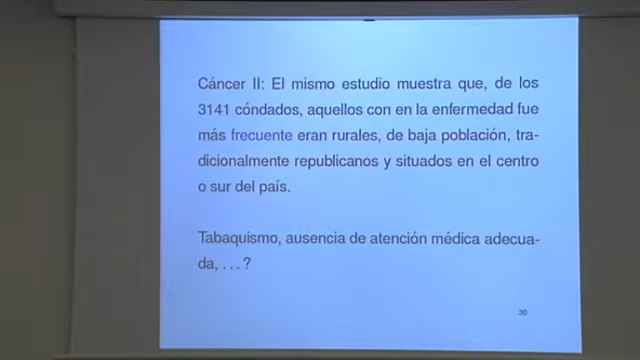 Cáncer II: El mismo estudio muestra que, de los
3141 cóndados, aquellos con en la enfermedad fue
más frecuente eran rurales, de baja población, tra-
dicionalmente republicanos y situados en el centro
o sur del país.
Tabaquismo, ausencia de atención médica adecua-
da, ...?
30